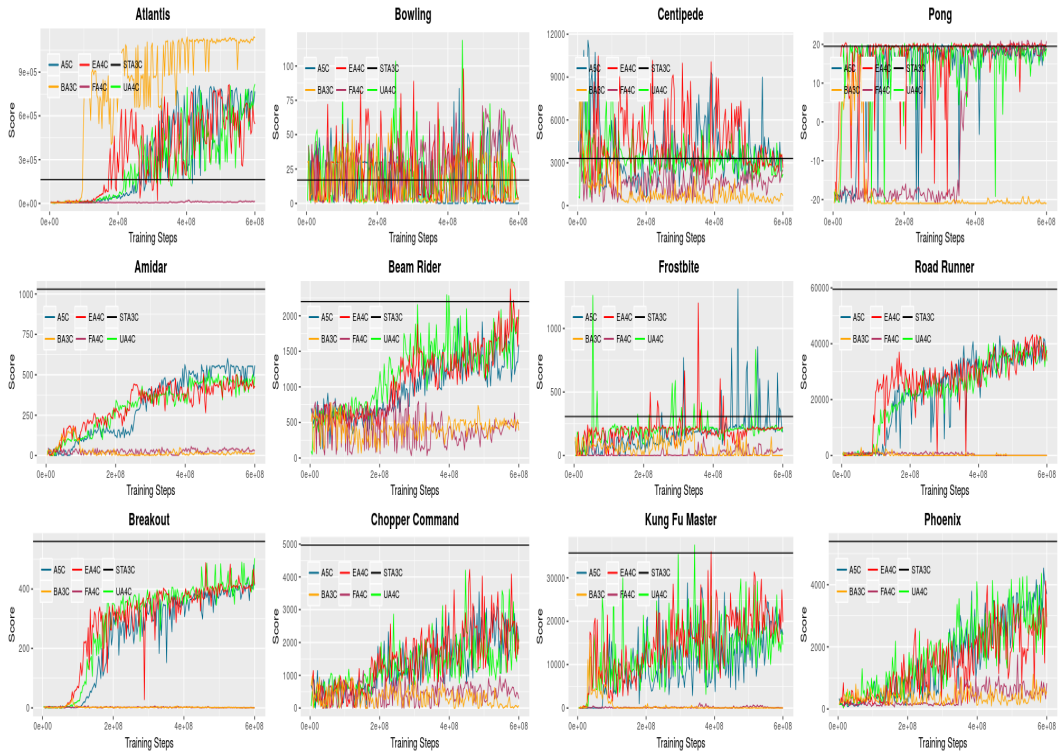 Atlantis
Score
9e+05
6e+05
3e+05
0e+00
A5C EA4C STA3C
BA3C FA4C UA4C
0e+00 2e+08 4e+08 6e+08
Training Steps
Bowling
Score
100
75
50
25
0
A5C EA4C STA3C
BA3C FA4C UA4C
0e+00 2e+08 4e+08 6e+08
Training Steps
Centipede
Score
12000
9000
6000
3000
0
A5C EA4C STA3C
BA3C FA4C UA4C
0e+00 2e+08 4e+08 6e+08
Training Steps
Pong
Score
20
10
0
-10
-20
A5C EA4C STA3C
BA3C FA4C UA4C
0e+00 2e+08 4e+08 6e+08
Training Steps
Amidar
Score
1000
750
500
250
0
A5C EA4C STA3C
BA3C FA4C UA4C
0e+00 2e+08 4e+08 6e+08
Training Steps
Beam Rider
Score
2000
1500
1000
500
0
A5C EA4C STA3C
BA3C FA4C UA4C
0e+00 2e+08 4e+08 6e+08
Training Steps
Frostbite
Score
1000
500
0
A5C EA4C STA3C
BA3C FA4C UA4C
0e+00 2e+08 4e+08 6e+08
Training Steps
Road Runner
Score
60000
40000
20000
0
A5C EA4C STA3C
BA3C FA4C UA4C
0e+00 2e+08 4e+08 6e+08
Training Steps
Breakout
Score
400
200
0
A5C EA4C STA3C
BA3C FA4C UA4C
0e+00 2e+08 4e+08 6e+08
Training Steps
Chopper Command
Score
5000
4000
3000
2000
1000
0
A5C EA4C STA3C
BA3C FA4C UA4C
0e+00 2e+08 4e+08 6e+08
Training Steps
Kung Fu Master
Score
30000
20000
10000
0
A5C EA4C STA3C
BA3C FA4C UA4C
0e+00 2e+08 4e+08 6e+08
Training Steps
Phoenix
Score
4000
2000
0
A5C EA4C STA3C
BA3C FA4C UA4C
0e+00 2e+08 4e+08 6e+08
Training Steps